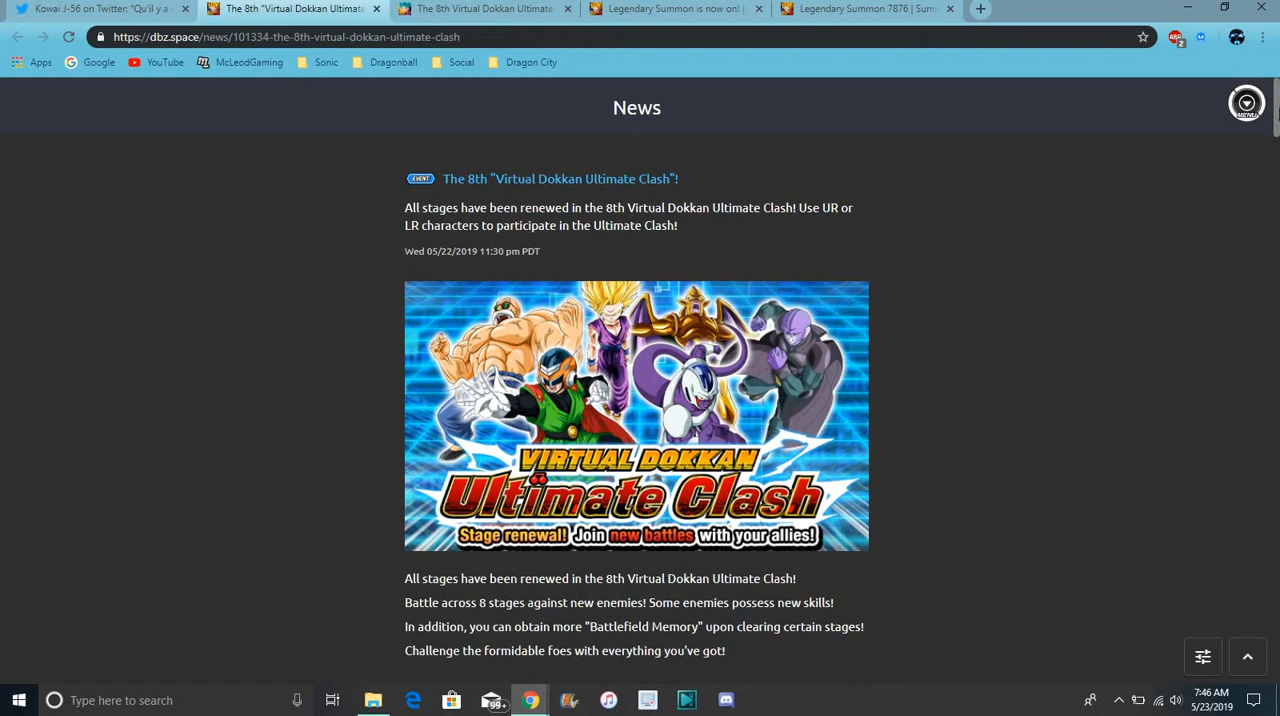 Kowai J-56 on Twitter: "Qu'il y a
The 8th "Virtual Dokkan Ultimate
The 8th Virtual Dokkan Ultimate
Legendary Summon is now on! |
Legendary Summon 7876 | Sum
https://dbz.space/news/101334-the-8th-virtual-dokkan-ultimate-clash
2
Apps Google YouTube McLeodGaming Sonic Dragonball Social Dragon City
News
MENU
EVENT The 8th "Virtual Dokkan Ultimate Clash"!
All stages have been renewed in the 8th Virtual Dokkan Ultimate Clash! Use UR or
LR characters to participate in the Ultimate Clash!
Wed 05/22/2019 11:30 pm PDT
VIRTUAL DOKKAN
Ultimate Clash
Stage renewal! Join new battles with your allies!
All stages have been renewed in the 8th Virtual Dokkan Ultimate Clash!
Battle across 8 stages against new enemies! Some enemies possess new skills!
In addition, you can obtain more "Battlefield Memory" upon clearing certain stages!
Challenge the formidable foes with everything you've got!
Type here to search
99+
7:46 AM
5/23/2019